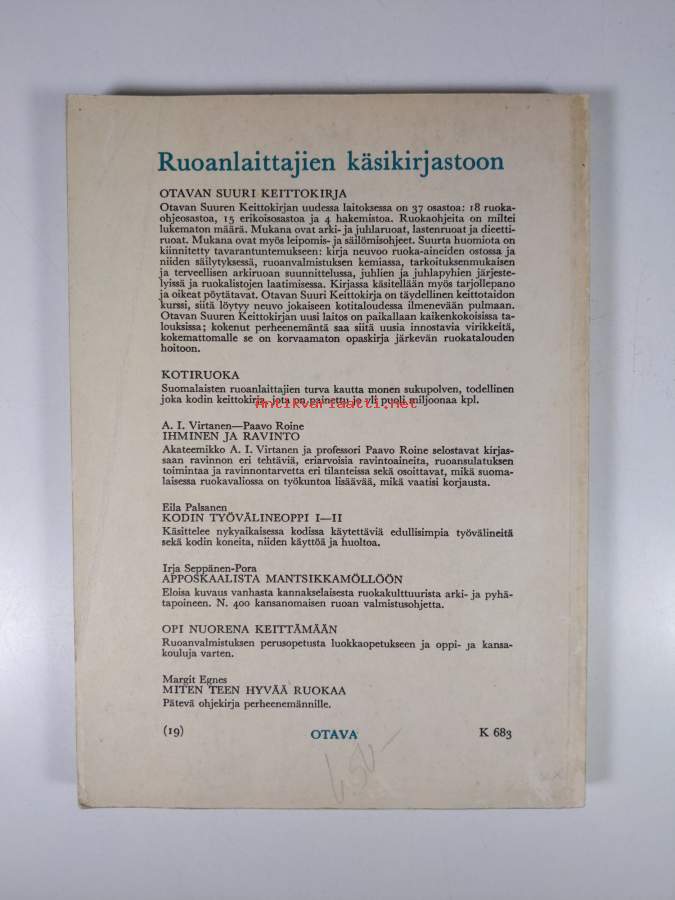 Ruoanlaittajien käsikirjastoon
OTAVAN SUURI KEITTOKIRJA
Otavan Suuren Keittokirjan uudessa laitoksessa on 37 osastoa: 18 ruoka-
ohjeosastoa, 15 erikoisosastoa ja 4 hakemistoa. Ruokaohjeita on miltei
lukematon määrä. Mukana ovat arki- ja juhlaruoat, lastenruoat ja dieetti-
ruoat. Mukana ovat myös leipomis- ja säilömisohjeet. Suurta huomiota on
kiinnitetty tavarantuntemukseen: kirja neuvoo ruoka-aineiden ostossa ja
niiden säilytyksessä, ruoanvalmistuksen kemiassa, tarkoituksenmukaisen
ja terveellisen arkiruoan suunnittelussa, juhlien ja juhlapyhien järjeste-
lyissä ja ruokalistojen laatimisessa. Kirjassa käsitellään myös tarjollepano
ja oikeat pöytätavat. Otavan Suuri Keittokirja on täydellinen keittotaidon
kurssi, siitä löytyy neuvo jokaiseen kotitaloudessa ilmenevään pulmaan.
Otavan Suuren Keittokirjan uusi laitos on paikallaan kaikenkokoisissa ta-
louksissa; kokenut perheenemäntä saa siitä uusia innostavia virikkeitä,
kokemattomalle se on korvaamaton opaskirja järkevän ruokatalouden
hoitoon.
KOTIRUOKA
Suomalaisten ruoanlaittajien turva kautta monen sukupolven, todellinen
joka kodin keittokirja, jota on painettu jo yli puoli miljoonaa kpl.
Antikvariaatti.net
A. I. Virtanen—Paavo Roine
IHMINEN JA RAVINTO
Akateemikko A. I. Virtanen ja professori Paavo Roine selostavat kirjas-
saan ravinnon eri tehtäviä, eriarvoisia ravintoaineita, ruoansulatuksen
toimintaa ja ravinnontarvetta eri tilanteissa sekä osoittavat, mikä suoma-
laisessa ruokavaliossa on työkuntoa lisäävää, mikä vaatisi korjausta.
Eila Palsanen
KODIN TYÖVÄLINEOPPI I—II
Käsittelee nykyaikaisessa kodissa käytettäviä edullisimpia työvälineitä
sekä kodin koneita, niiden käyttöä ja huoltoa.
Irja Seppänen-Pora
APPOSKAALISTA MANTSIKKAMÖLLÖÖN
Eloisa kuvaus vanhasta kannakselaisesta ruokakulttuurista arki- ja pyhä-
tapoineen. N. 400 kansanomaisen ruoan valmistusohjetta.
OPI NUORENA KEITTÄMÄÄN
Ruoanvalmistuksen perusopetusta luokkaopetukseen ja oppi- ja kansa-
kouluja varten.
Margit Egnes
MITEN TEEN HYVÄÄ RUOKAA
Pätevä ohjekirja perheenemännille.
(19) OTAVA K 683